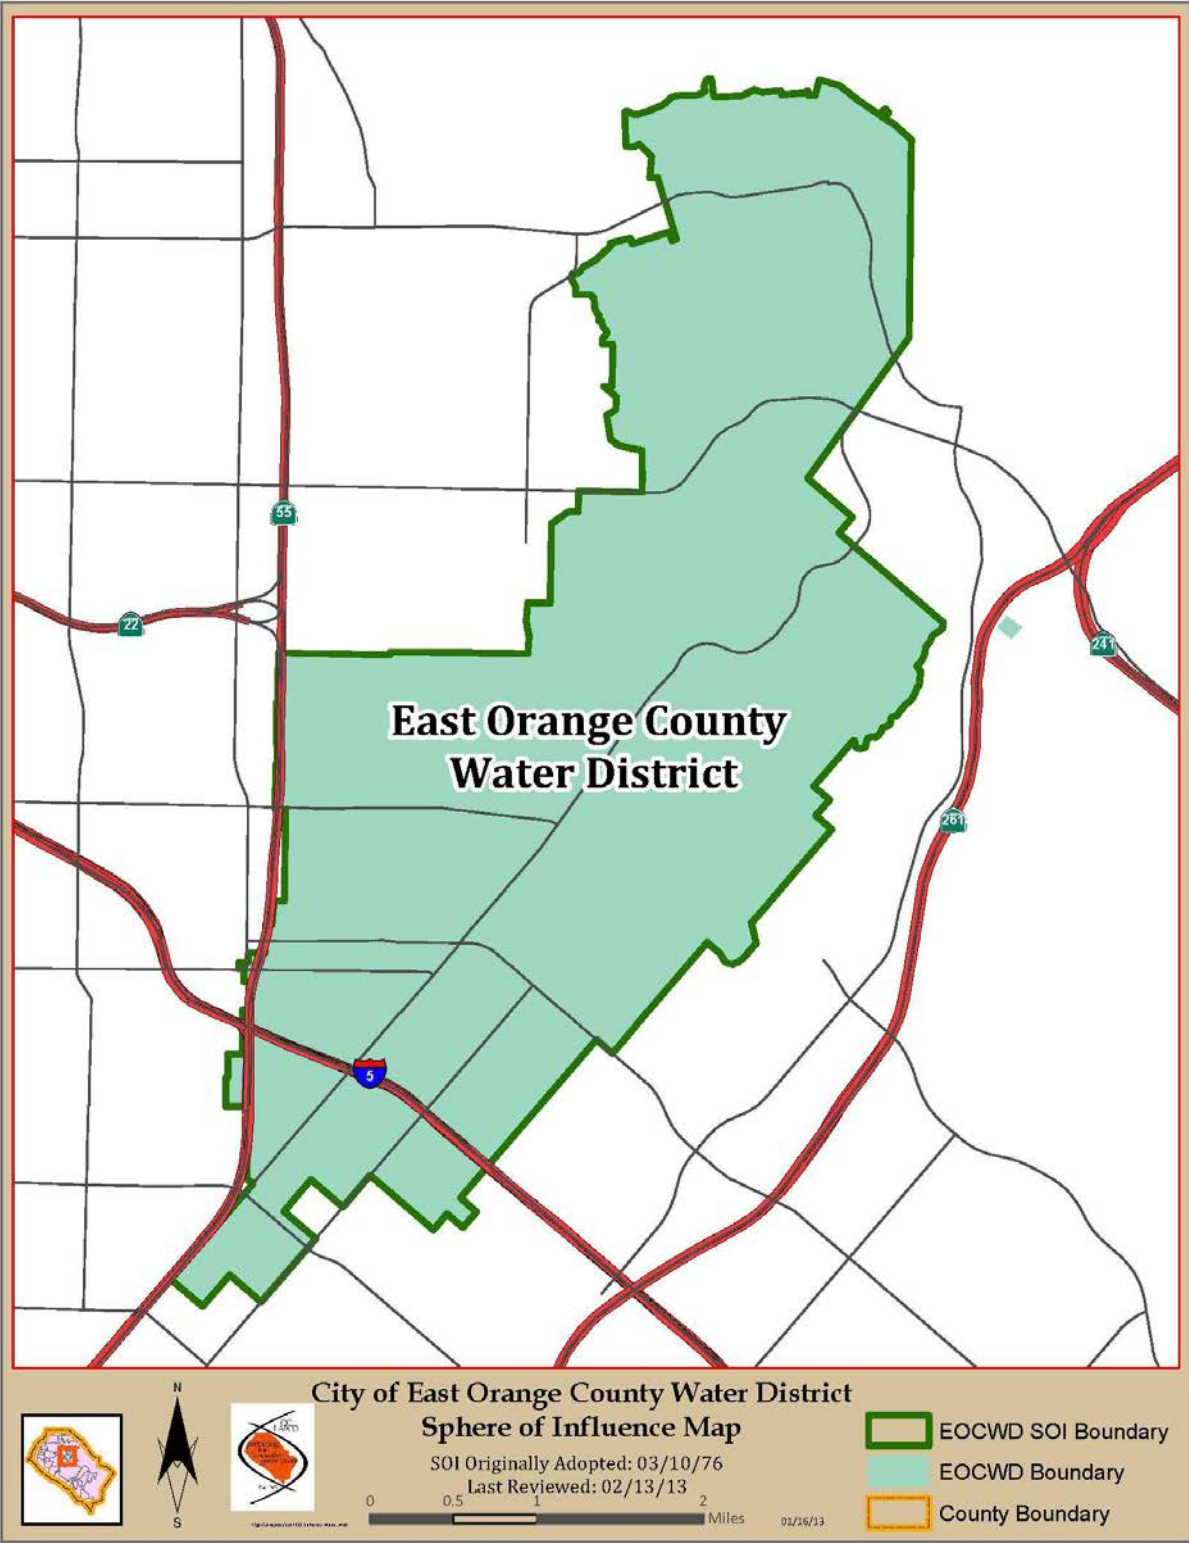 55
22
241
East Orange County
Water District
261
5
City of East Orange County Water District
Sphere of Influence Map
SOI Originally Adopted: 03/10/76
Last Reviewed: 02/13/13
N
S
0 0.5 1 2
Miles
01/16/13
EOCWD SOI Boundary
EOCWD Boundary
County Boundary